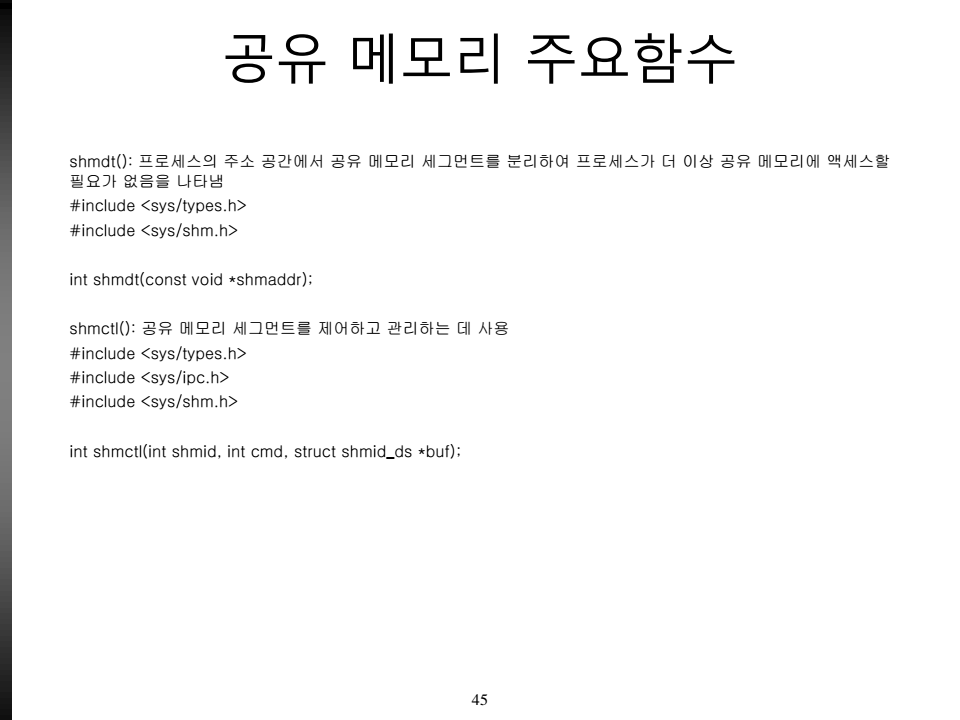 공유 메모리 주요함수
shmdt(): 프로세스의 주소 공간에서 공유 메모리 세그먼트를 분리하여 프로세스가 더 이상 공유 메모리에 액세스할
필요가 없음을 나타냄
#include <sys/types.h>
#include <sys/shm.h>
int shmdt(const void *shmaddr);
shmctl(): 공유 메모리 세그먼트를 제어하고 관리하는 데 사용
#include <sys/types.h>
#include <sys/ipc.h>
#include <sys/shm.h>
int shmctl(int shmid, int cmd, struct shmid_ds *buf);
45